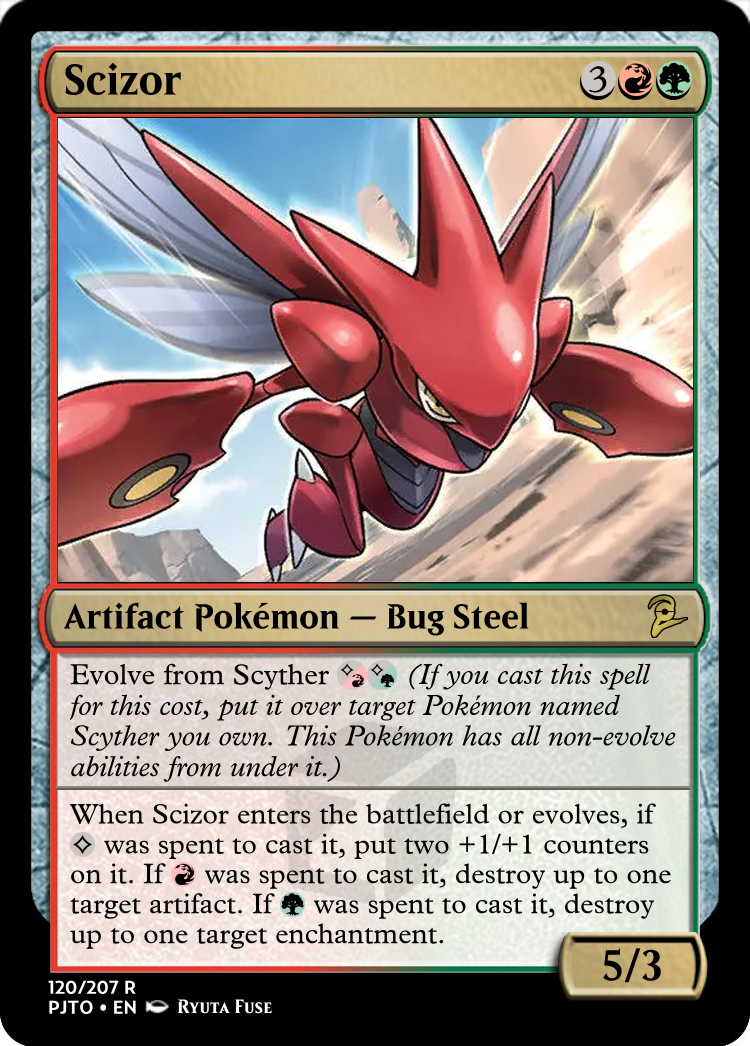 Scizor 3
Artifact Pokémon — Bug Steel
Evolve from Scyther (If you cast this spell
for this cost, put it over target Pokémon named
Scyther you own. This Pokémon has all non-evolve
abilities from under it.)
When Scizor enters the battlefield or evolves, if
was spent to cast it, put two +1/+1 counters
on it. If was spent to cast it, destroy up to one
target artifact. If was spent to cast it, destroy
up to one target enchantment.
5/3
120/207 R
PJTO • EN Ryuta Fuse